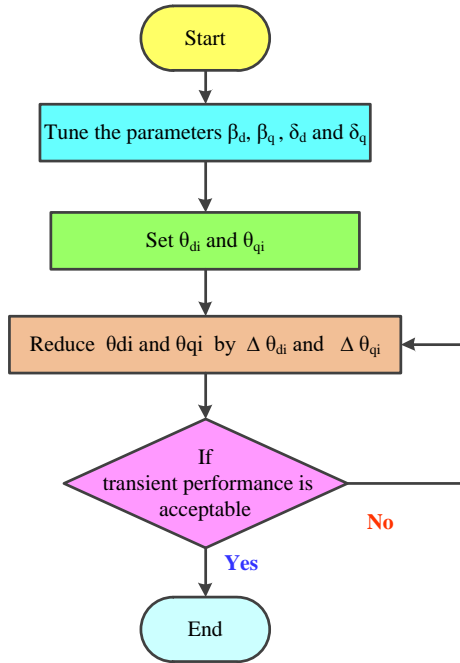 Start
Tune the parameters βd, βq , δd and δq
Set θdi and θqi
Reduce θdi and θqi by Δ θdi and Δ θqi
If
transient performance is
acceptable
No
Yes
End